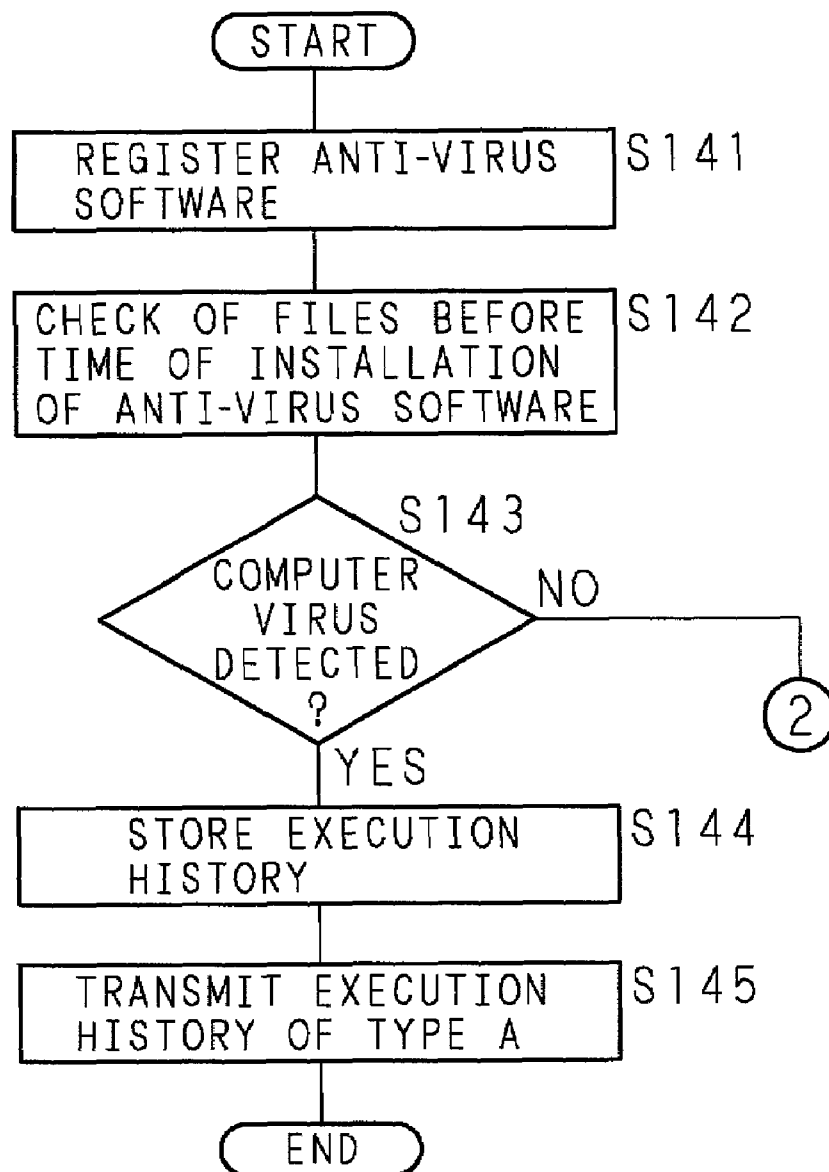 START
REGISTER ANTI-VIRUS
SOFTWARE
S141
CHECK OF FILES BEFORE
TIME OF INSTALLATION
OF ANTI-VIRUS SOFTWARE
S142
S143
COMPUTER
VIRUS
DETECTED
?
NO
2
YES
STORE EXECUTION
HISTORY
S144
TRANSMIT EXECUTION
HISTORY OF TYPE A
S145
END